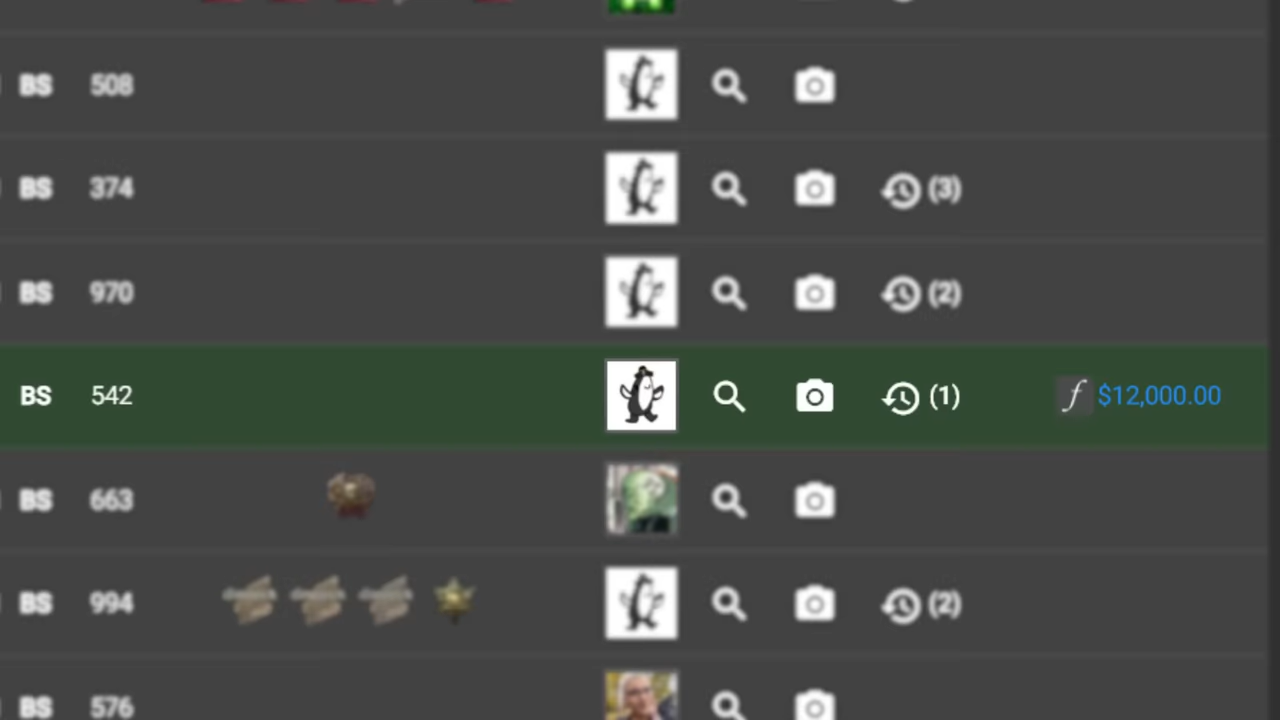 BS 508
BS 374 (3)
BS 970 (2)
BS 542 (1) f $12,000.00
BS 663
BS 994 (2)
BS 576